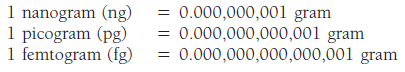 1 nanogram (ng) = 0.000,000,001 gram
1 picogram (pg) = 0.000,000,000,001 gram
1 femtogram (fg) = 0.000,000,000,000,001 gram